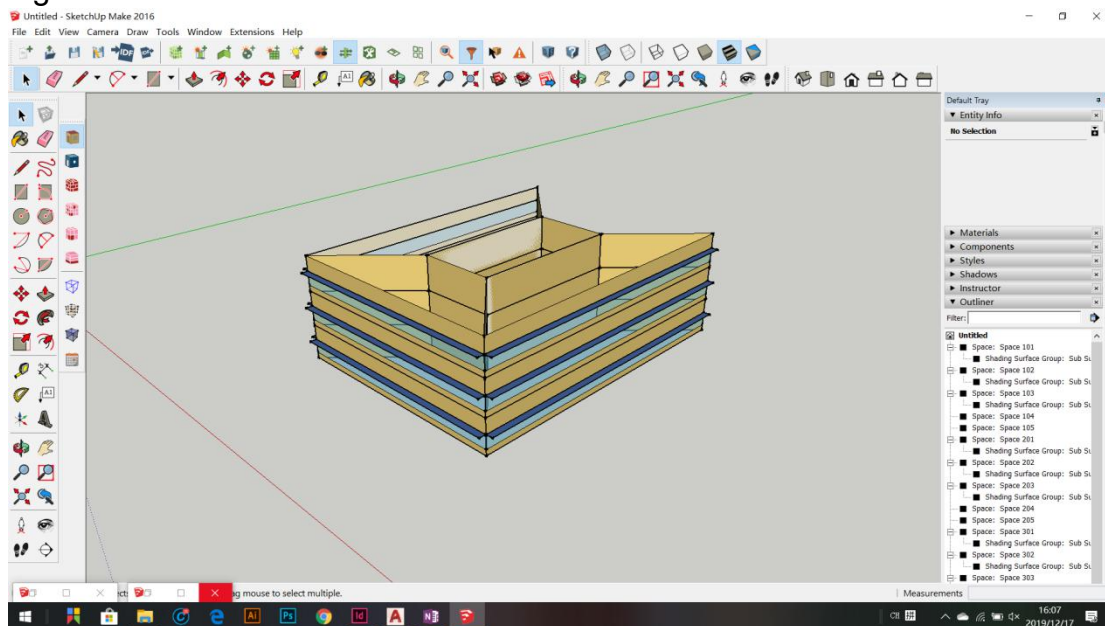 Untitled - SketchUp Make 2016
File Edit View Camera Draw Tools Window Extensions Help
Default Tray
Entity Info
No Selection
Materials
Components
Styles
Shadows
Instructor
Outliner
Filter:
Untitled
Space: Space 101
Shading Surface Group: Sub Su
Space: Space 102
Shading Surface Group: Sub Su
Space: Space 103
Shading Surface Group: Sub Su
Space: Space 104
Space: Space 105
Space: Space 201
Shading Surface Group: Sub Su
Space: Space 202
Shading Surface Group: Sub Su
Space: Space 203
Shading Surface Group: Sub Su
Space: Space 204
Space: Space 205
Space: Space 301
Shading Surface Group: Sub Su
Space: Space 302
Shading Surface Group: Sub Su
Space: Space 303
ag mouse to select multiple.
Measurements
16:07
2019/12/17